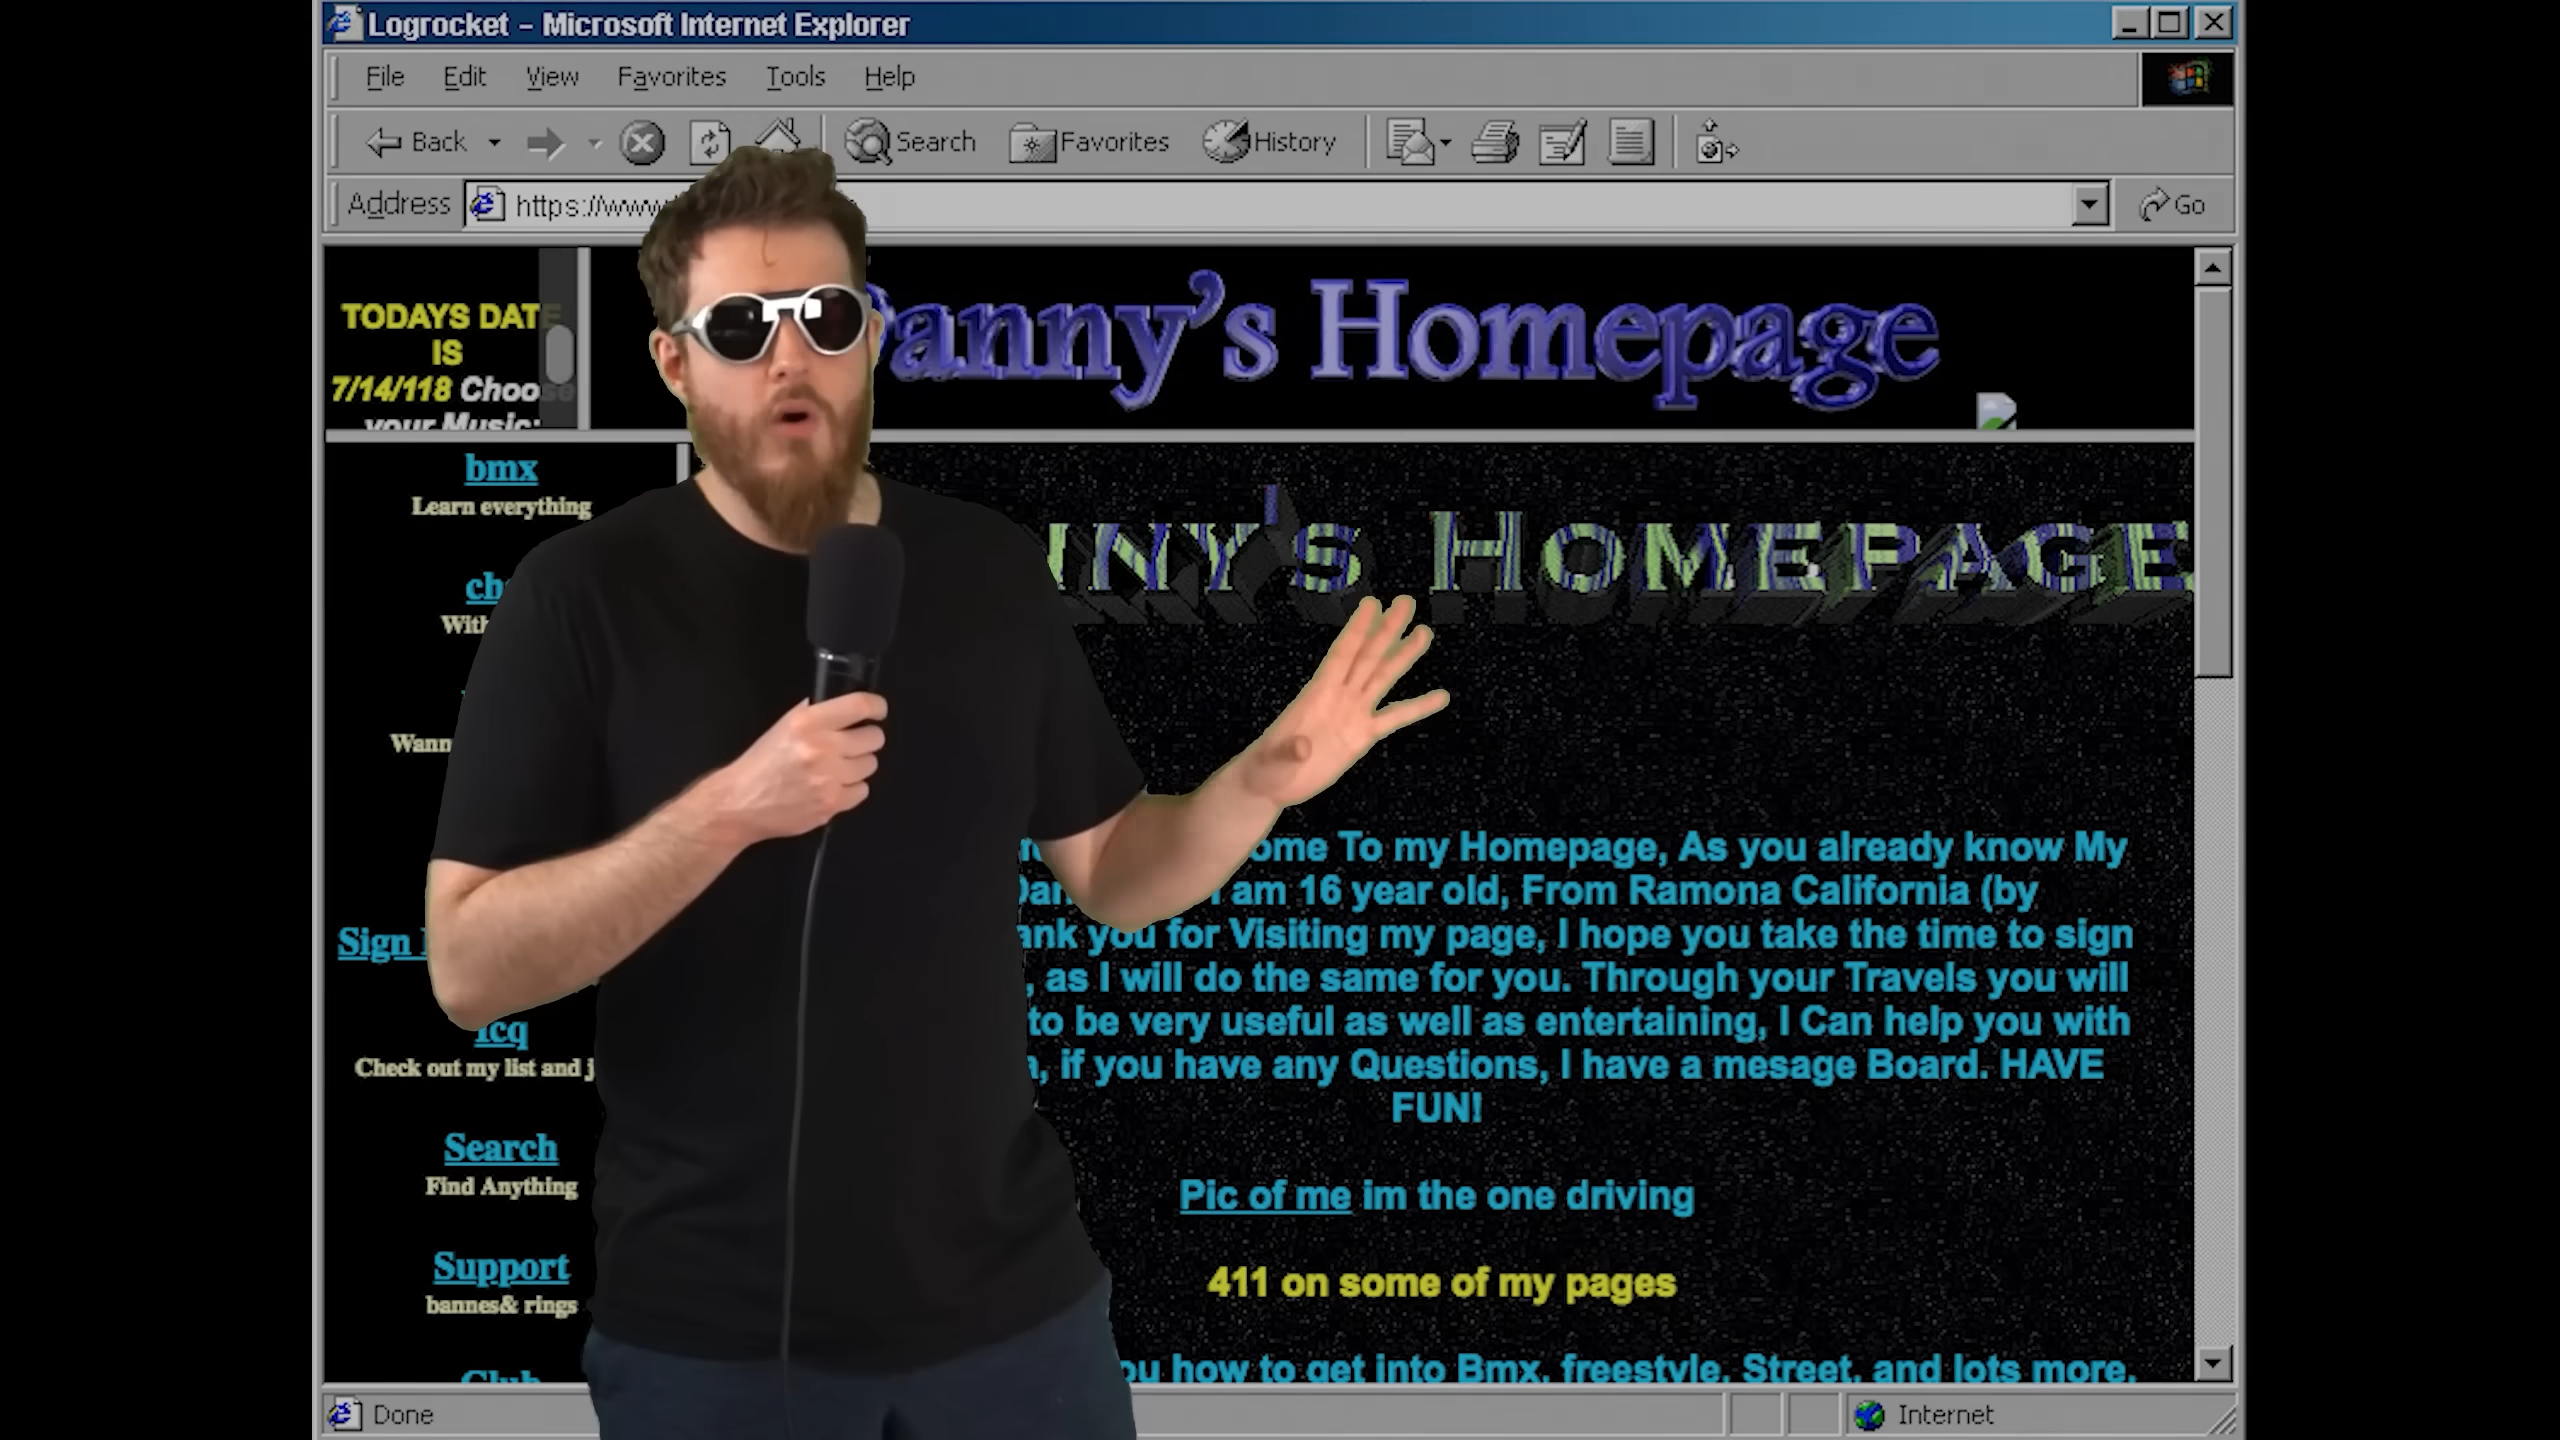 Logrocket - Microsoft Internet Explorer
File Edit View Favorites Tools Help
Back Search Favorites History
Address https://www Go
TODAYS DATE
IS
7/14/118 Choose
your Music:
Danny's Homepage
bmx
Learn everything
Homepage
With
Wann
Sign
Icq
Check out my list and
Search
Find Anything
Support
bannes& rings
Club
To my Homepage, As you already know My
I am 16 year old, From Ramona California (by
you for Visiting my page, I hope you take the time to sign
, as I will do the same for you. Through your Travels you will
to be very useful as well as entertaining, I Can help you with
, if you have any Questions, I have a mesage Board. HAVE
FUN!
Pic of me im the one driving
411 on some of my pages
how to get into Bmx, freestyle, Street, and lots more.
Done Internet